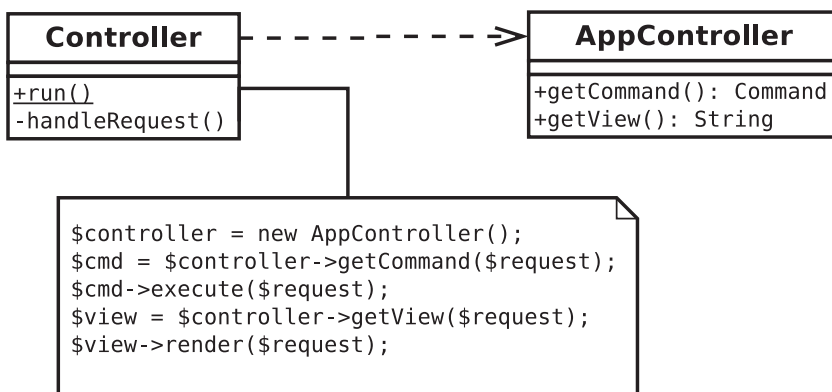 Controller
+run()
-handleRequest()
AppController
+getCommand(): Command
+getView(): String
$controller = new AppController();
$cmd = $controller->getCommand($request);
$cmd->execute($request);
$view = $controller->getView($request);
$view->render($request);